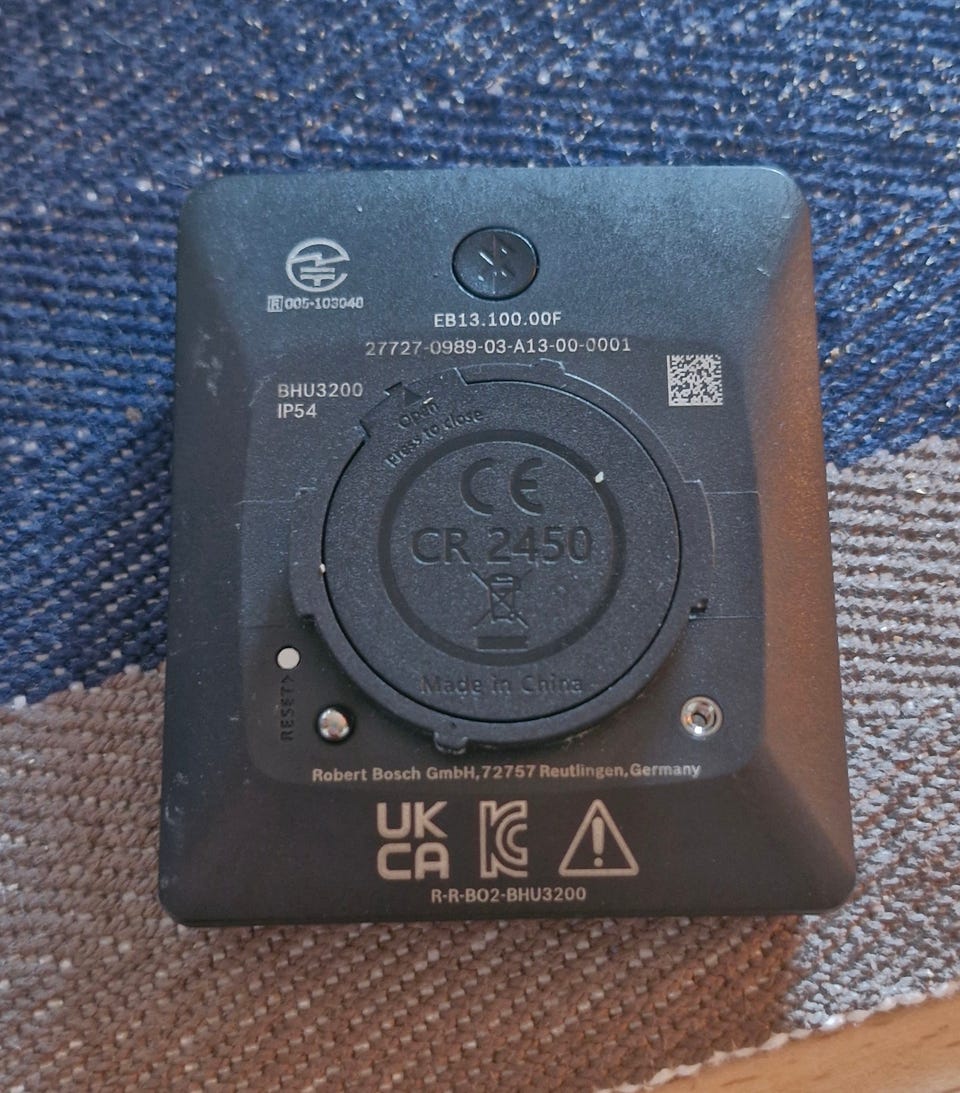 R 005-103048
EB13.100.00F
27727-0989-03-A13-00-0001
BHU3200
IP54
Open
Press to close
CE
CR 2450
Made in China
RESET>
Robert Bosch GmbH,72757 Reutlingen,Germany
UK
CA
R-R-BO2-BHU3200